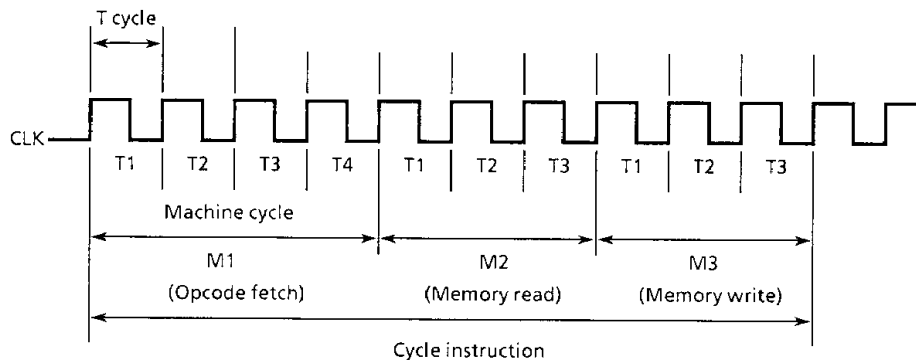 T cycle
CLK
T1 T2 T3 T4 T1 T2 T3 T1 T2 T3
Machine cycle
M1 M2 M3
(Opcode fetch) (Memory read) (Memory write)
Cycle instruction